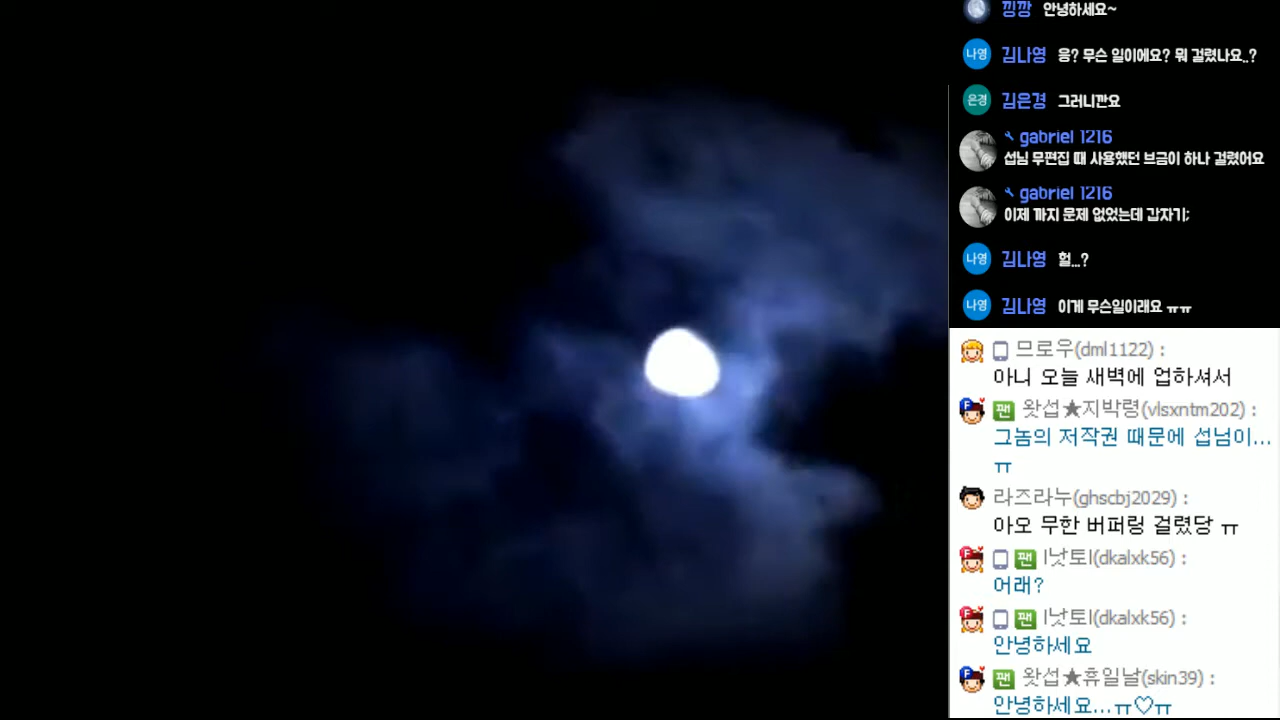 낑깡 안녕하세요~
나영 김나영 응? 무슨 일이에요? 뭐 걸렸나요..?
은경 김은경 그러니깐요
gabriel 1216
섭님 무편집 때 사용했던 브금이 하나 걸렸어요
gabriel 1216
이제 까지 문제 없었는데 갑자기;
나영 김나영 헐...?
나영 김나영 이게 무슨일이래요 ㅠㅠ
므로우(dml1122) :
아니 오늘 새벽에 업하셔서
F 팬 왓섭★지박령(vlsxntm202) :
그놈의 저작권 때문에 섭님이...
ㅠ
라즈라누(ghscbj2029) :
아오 무한 버퍼링 걸렸당 ㅠ
F 팬 l낫토l(dkalxk56) :
어래?
F 팬 l낫토l(dkalxk56) :
안녕하세요
F 팬 왓섭★휴일날(skin39) :
안녕하세요...ㅠ♡ㅠ